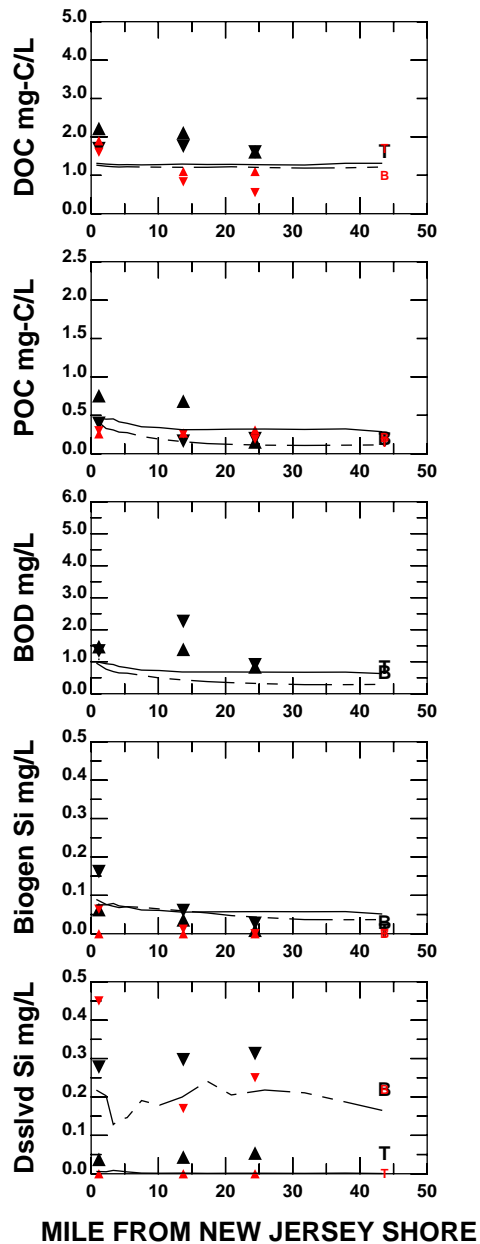 DOC mg-C/L
5.0
4.0
3.0
2.0
1.0
0.0
T
T
B
0 10 20 30 40 50
POC mg-C/L
2.5
2.0
1.5
1.0
0.5
0.0
B
0 10 20 30 40 50
BOD mg/L
6.0
5.0
4.0
3.0
2.0
1.0
0.0
T
B
0 10 20 30 40 50
Biogen Si mg/L
0.5
0.4
0.3
0.2
0.1
0.0
B
0 10 20 30 40 50
Dsslvd Si mg/L
0.5
0.4
0.3
0.2
0.1
0.0
B
B
T
T
0 10 20 30 40 50
MILE FROM NEW JERSEY SHORE